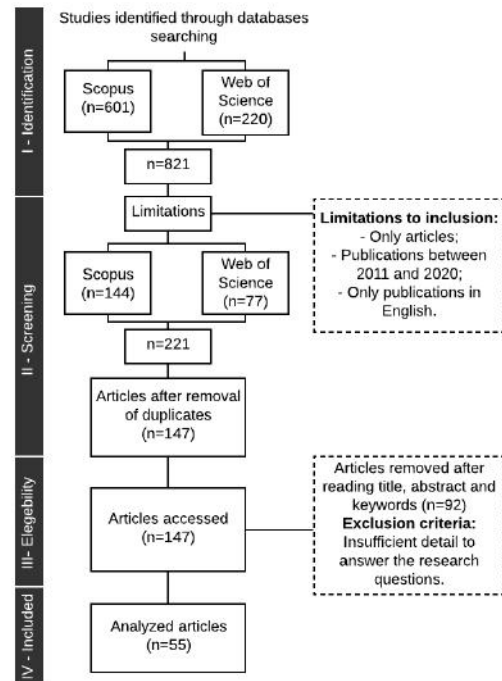 Studies identified through databases
searching
I - Identification
Scopus
(n=601)
Web of
Science
(n=220)
n=821
II - Screening
Limitations
Limitations to inclusion:
- Only articles;
- Publications between
2011 and 2020;
- Only publications in
English.
Scopus
(n=144)
Web of
Science
(n=77)
n=221
Articles after removal
of duplicates
(n=147)
III- Elegebility
Articles accessed
(n=147)
Articles removed after
reading title, abstract and
keywords (n=92)
Exclusion criteria:
Insufficient detail to
answer the research
questions.
IV - Included
Analyzed articles
(n=55)